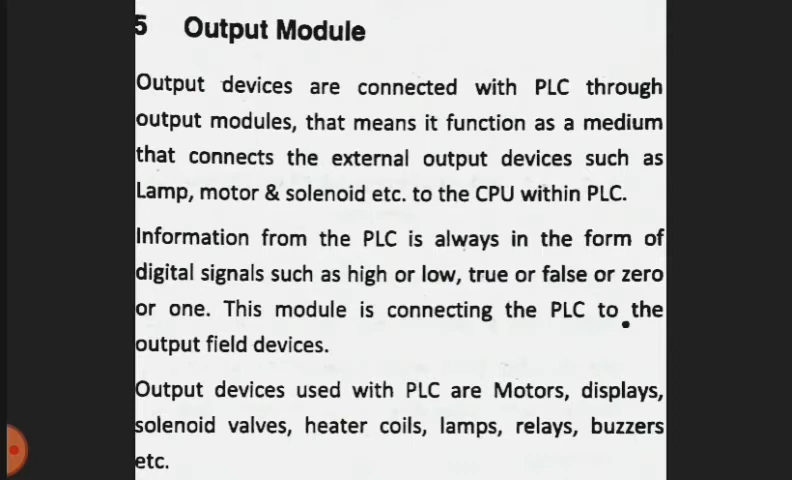 5 Output Module
Output devices are connected with PLC through
output modules, that means it function as a medium
that connects the external output devices such as
Lamp, motor & solenoid etc. to the CPU within PLC.
Information from the PLC is always in the form of
digital signals such as high or low, true or false or zero
or one. This module is connecting the PLC to the
output field devices.
Output devices used with PLC are Motors, displays,
solenoid valves, heater coils, lamps, relays, buzzers
etc.